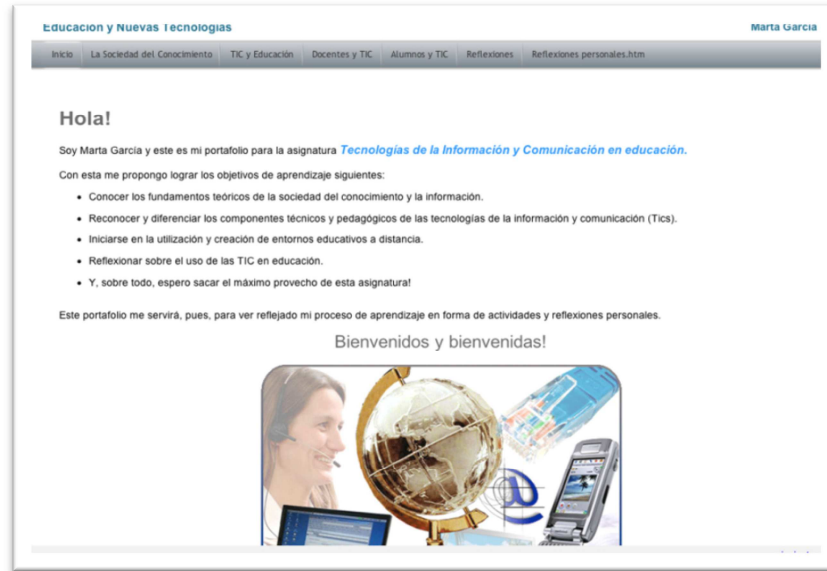 Educación y Nuevas Tecnologías
Marta García
Inicio La Sociedad del Conocimiento TIC y Educación Docentes y TIC Alumnos y TIC Reflexiones Reflexiones personales.htm
Hola!
Soy Marta García y este es mi portafolio para la asignatura Tecnologías de la Información y Comunicación en educación.
Con esta me propongo lograr los objetivos de aprendizaje siguientes:
• Conocer los fundamentos teóricos de la sociedad del conocimiento y la información.
• Reconocer y diferenciar los componentes técnicos y pedagógicos de las tecnologías de la información y comunicación (Tics).
• Iniciarse en la utilización y creación de entornos educativos a distancia.
• Reflexionar sobre el uso de las TIC en educación.
• Y, sobre todo, espero sacar el máximo provecho de esta asignatura!
Este portafolio me servirá, pues, para ver reflejado mi proceso de aprendizaje en forma de actividades y reflexiones personales.
Bienvenidos y bienvenidas!
@